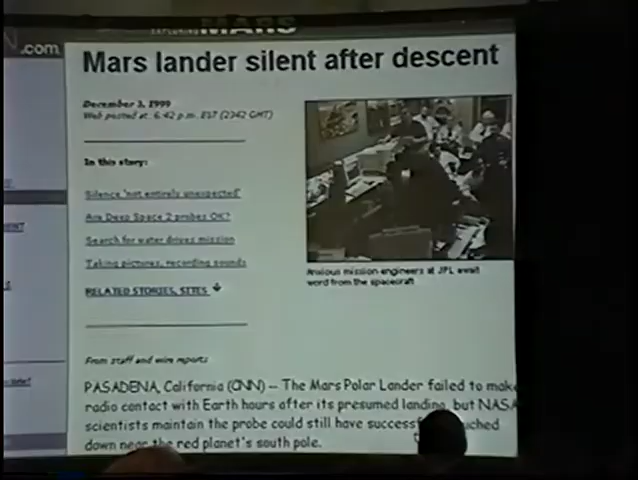 EXPLORING MARS
.com
Mars lander silent after descent
December 3, 1999
Web posted at: 6:42 p.m. EST (2342 GMT)
In this story:
Silence 'not entirely unexpected'
Are Deep Space 2 probes OK?
Search for water drives mission
Taking pictures, recording sounds
RELATED STORIES, SITES
Anxious mission engineers at JPL await
word from the spacecraft
From staff and wire reports
PASADENA, California (CNN) -- The Mars Polar Lander failed to make
radio contact with Earth hours after its presumed landing, but NASA
scientists maintain the probe could still have
down near the red planet's south pole.